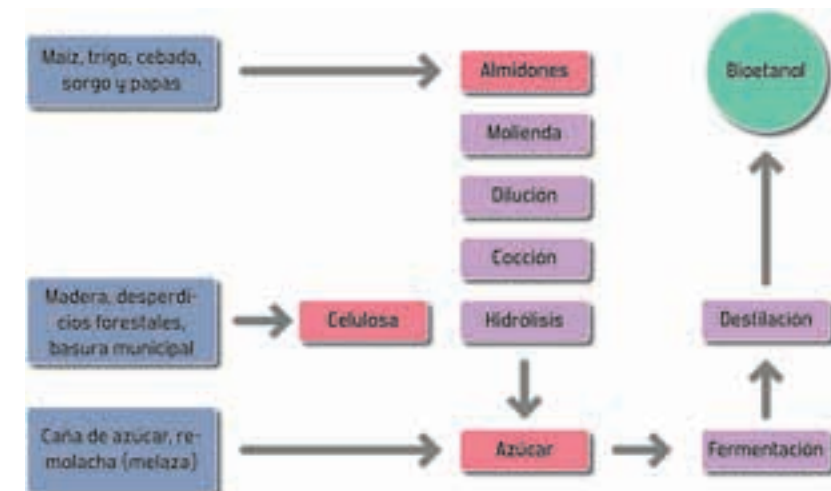 Maíz, trigo, cebada,
sorgo y papas
Almidones
Bioetanol
Molienda
Dilución
Cocción
Madera, desperdi-
cios forestales,
basura municipal
Celulosa
Hidrólisis
Destilación
Caña de azúcar, re-
molacha (melaza)
Azúcar
Fermentación